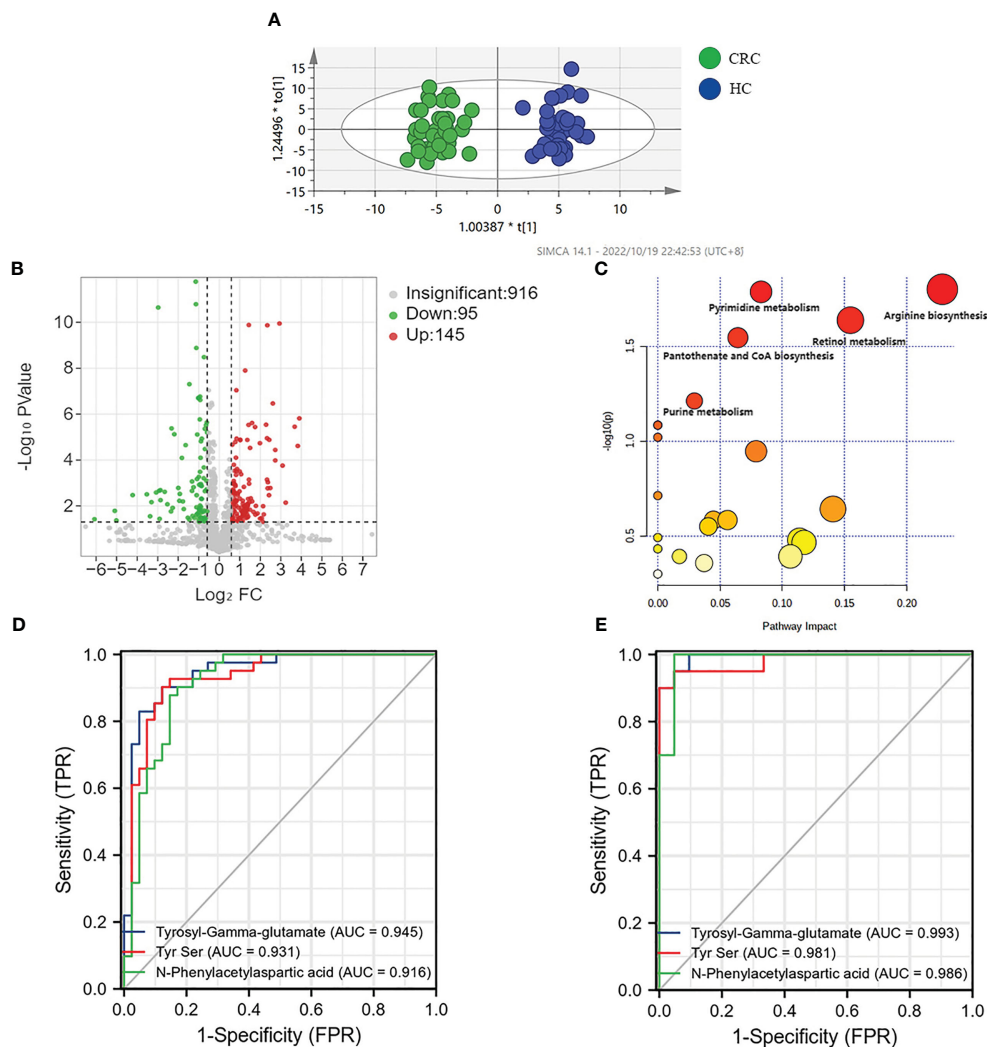 A
15
10
5
0
-5
-10
-15
1.24496 * to[1]
-15
-10
-5
0
5
10
1.00387 * t[1]
CRC
HC
SIMCA 14.1 - 2022/10/19 22:42:53 (UTC+8)
B
10
8
6
4
2
-Log10 PValue
−6−5−4−3−2−1 0 1 2 3 4 5 6 7
Log2 FC
Insignificant:916
Down:95
Up:145
C
Pyrimidine metabolism
Arginine biosynthesis
Retinol metabolism
Pantothenate and CoA biosynthesis
Purine metabolism
1.5
1.0
0.5
-log10(p)
0.00
0.05
0.10
0.15
0.20
Pathway Impact
D
1.0
0.8
0.6
0.4
0.2
0.0
Sensitivity (TPR)
Tyrosyl-Gamma-glutamate (AUC = 0.945)
Tyr Ser (AUC = 0.931)
N-Phenylacetylaspartic acid (AUC = 0.916)
0.0 0.2 0.4 0.6 0.8 1.0
1-Specificity (FPR)
E
1.0
0.8
0.6
0.4
0.2
0.0
Sensitivity (TPR)
Tyrosyl-Gamma-glutamate (AUC = 0.993)
Tyr Ser (AUC = 0.981)
N-Phenylacetylaspartic acid (AUC = 0.986)
0.0 0.2 0.4 0.6 0.8 1.0
1-Specificity (FPR)